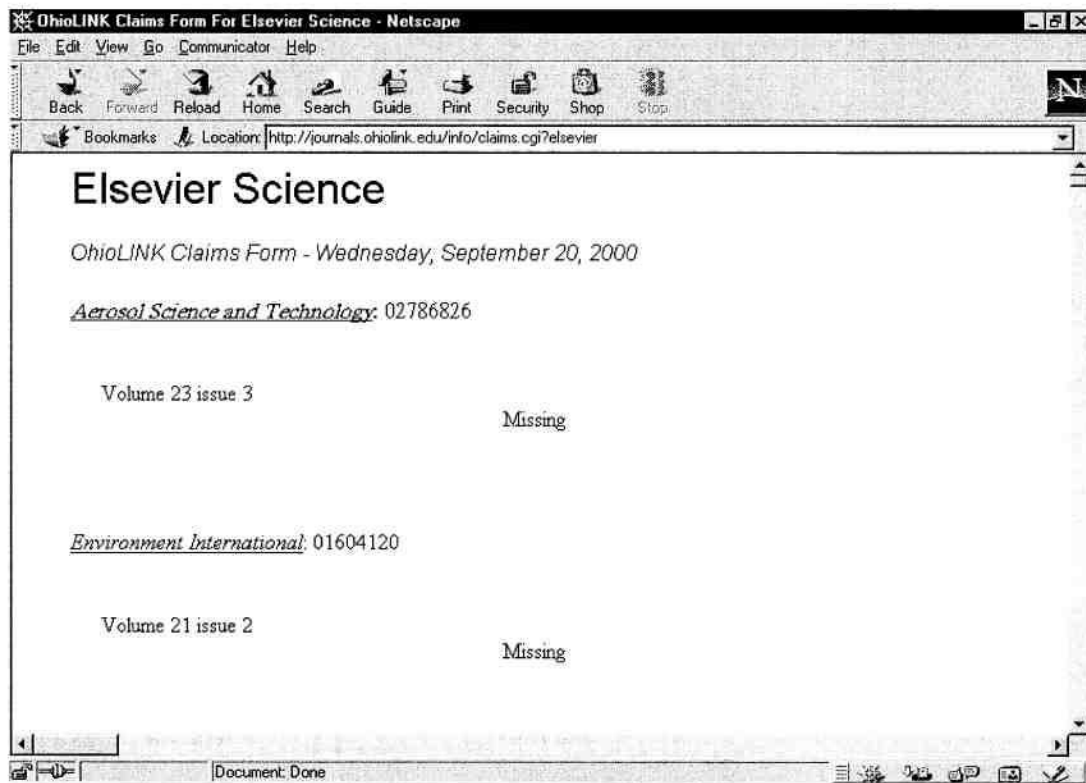 OhioLINK Claims Form For Elsevier Science - Netscape
File Edit View Go Communicator Help
Back Forward Reload Home Search Guide Print Security Shop Stop
N
Bookmarks Location: http://journals.ohiolink.edu/info/claims.cgi?elsevier
Elsevier Science
OhioLINK Claims Form - Wednesday, September 20, 2000
Aerosol Science and Technology: 02786826
Volume 23 issue 3
Missing
Environment International: 01604120
Volume 21 issue 2
Missing
Document: Done